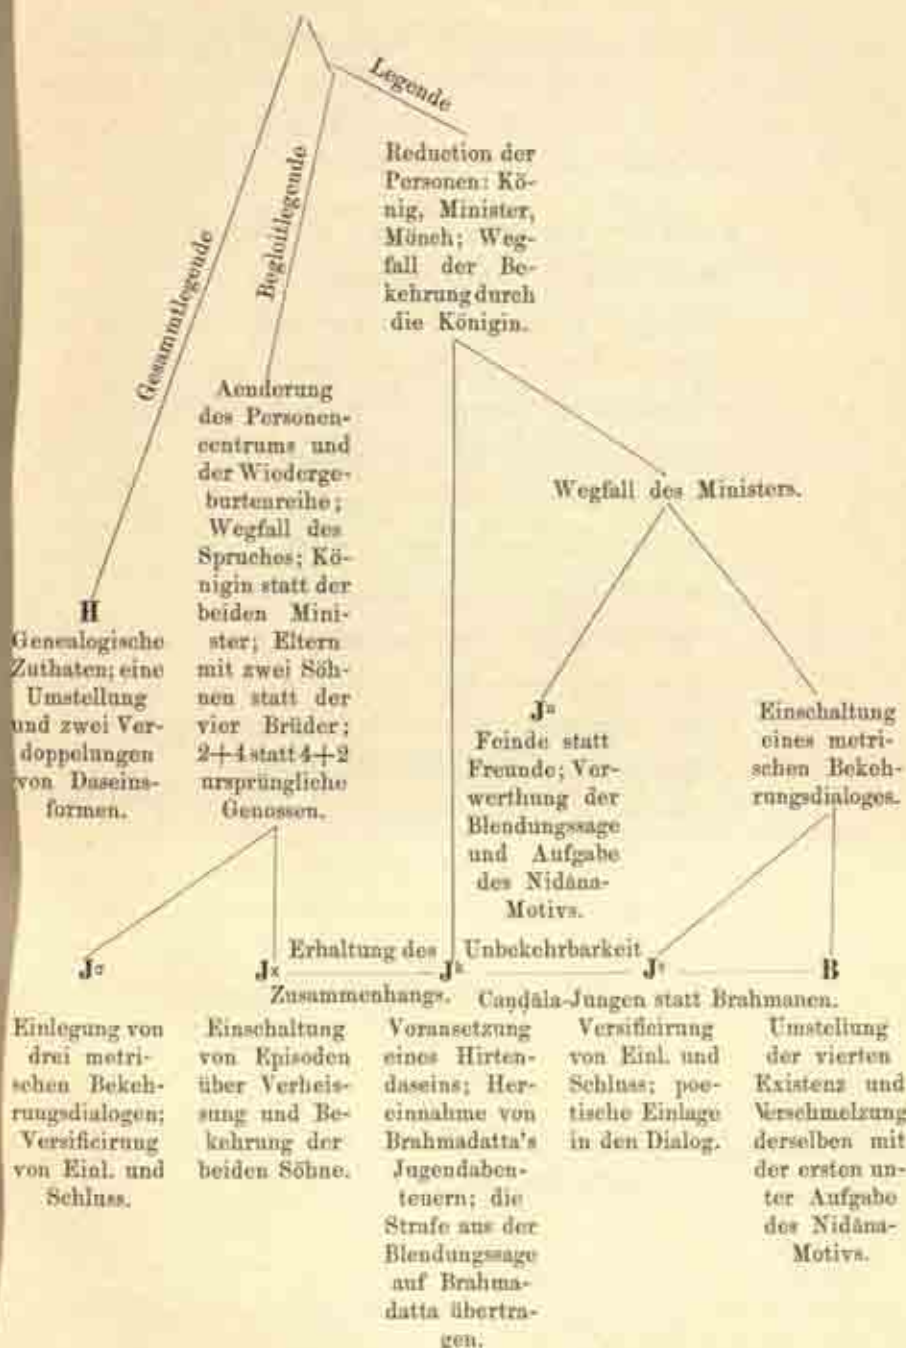 Legende
Begleitlegende
Gesammtlegende
Reduction der
Personen: Kö-
nig, Minister,
Mönch; Weg-
fall der Be-
kehrung durch
die Königin.
Aenderung
des Personen-
centrums und
der Wiederge-
burtenreihe;
Wegfall des
Spruches; Kö-
nigin statt der
beiden Mini-
ster; Eltern
mit zwei Söh-
nen statt der
vier Brüder;
2+4 statt 4+2
ursprüngliche
Genossen.
Wegfall des Ministers.
H
Genealogische
Zuthaten; eine
Umstellung
und zwei Ver-
doppelungen
von Daseins-
formen.
Jⁿ
Feinde statt
Freunde; Ver-
werthung der
Blendungssage
und Aufgabe
des Nidâna-
Motivs.
Einschaltung
eines metri-
schen Bekeh-
rungsdialoges.
Erhaltung des Unbekehrbarkeit
Jᵟ Jˣ Jᵏ Jᵛ B
Zusammenhangs. Caṇḍâla-Jungen statt Brahmanen.
Einlegung von
drei metri-
schen Bekeh-
rungsdialogen;
Versificirung
von Einl. und
Schluss.
Einschaltung
von Episoden
über Verheis-
sung und Be-
kehrung der
beiden Söhne.
Voransetzung
eines Hirten-
daseins; Her-
einnahme von
Brahmadatta's
Jugendaben-
teuern; die
Strafe aus der
Blendungssage
auf Brahma-
datta übertra-
gen.
Versificirung
von Einl. und
Schluss; poe-
tische Einlage
in den Dialog.
Umstellung
der vierten
Existenz und
Verschmelzung
derselben mit
der ersten un-
ter Aufgabe
des Nidâna-
Motivs.